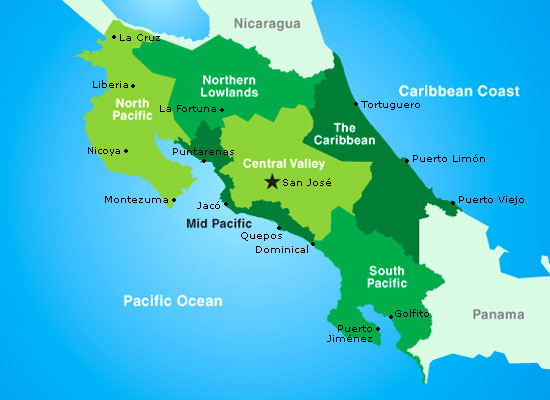 Nicaragua
La Cruz
Liberia
Northern
Lowlands
Caribbean Coast
North
Pacific
La Fortuna
Tortuguero
The
Caribbean
Nicoya
Puntarenas
Central Valley
Puerto Limón
San José
Montezuma
Jacó
Puerto Viejo
Mid Pacific
Quepos
Dominical
South
Pacific
Pacific Ocean
Golfito
Panama
Puerto
Jiménez